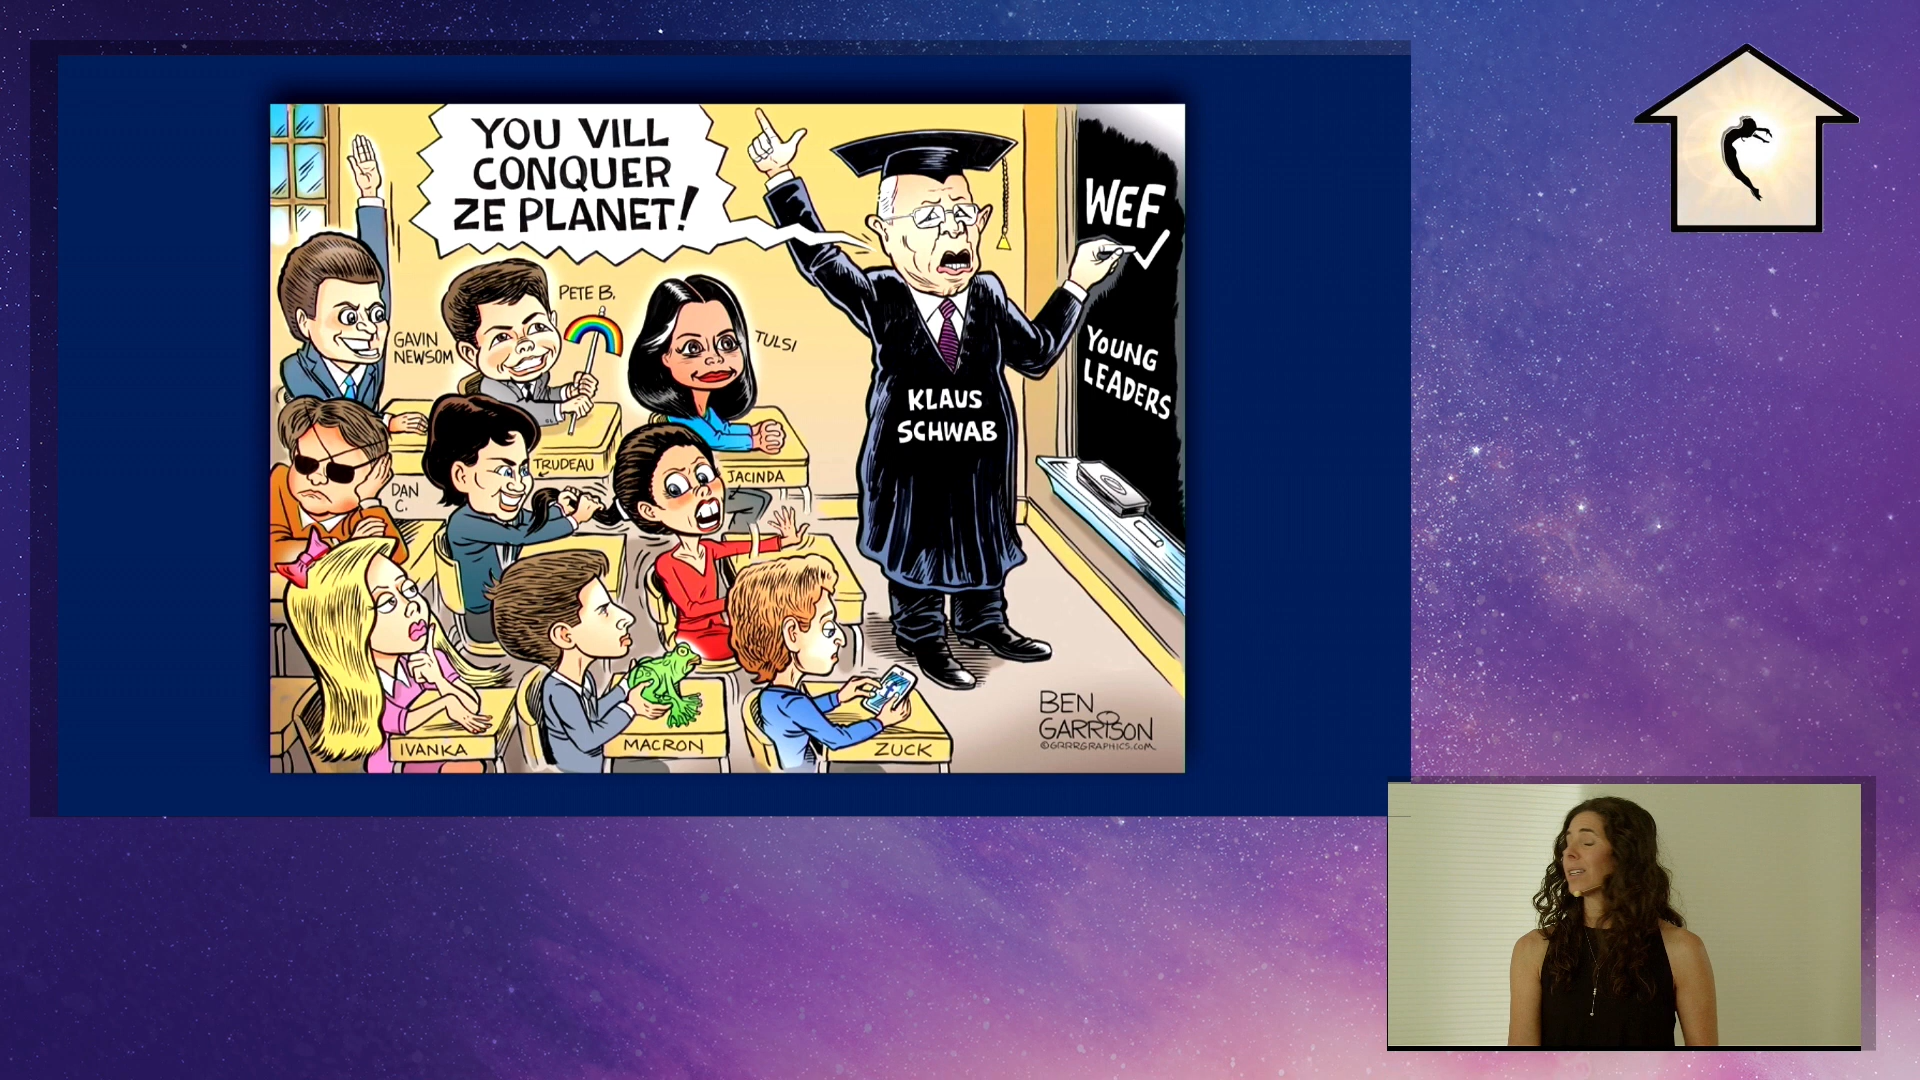 YOU VILL
CONQUER
ZE PLANET!
WEF
YOUNG
LEADERS
KLAUS
SCHWAB
GAVIN
NEWSOM
PETE B.
TULSI
DAN
C.
TRUDEAU
JACINDA
IVANKA
MACRON
ZUCK
BEN
GARRISON
©GRRRGRAPHICS.COM